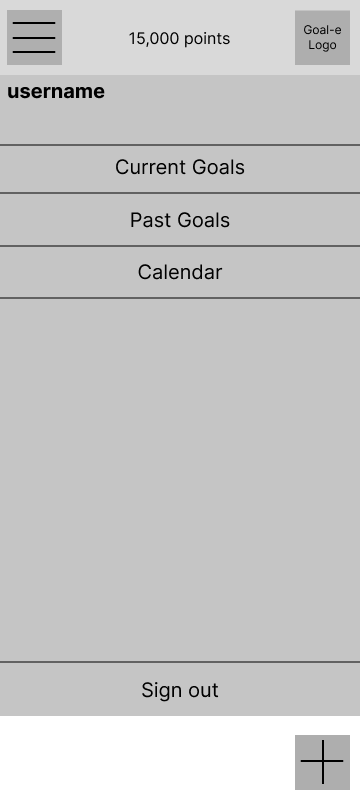 15,000 points
Goal-e
Logo
username
Current Goals
Past Goals
Calendar
Sign out